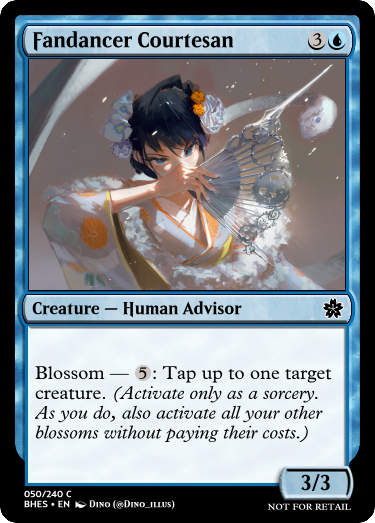 Fandancer Courtesan 3
Creature — Human Advisor
Blossom — 5: Tap up to one target
creature. (Activate only as a sorcery.
As you do, also activate all your other
blossoms without paying their costs.)
3/3
050/240 C
BHES • EN Dino (@Dino_illus)
NOT FOR RETAIL